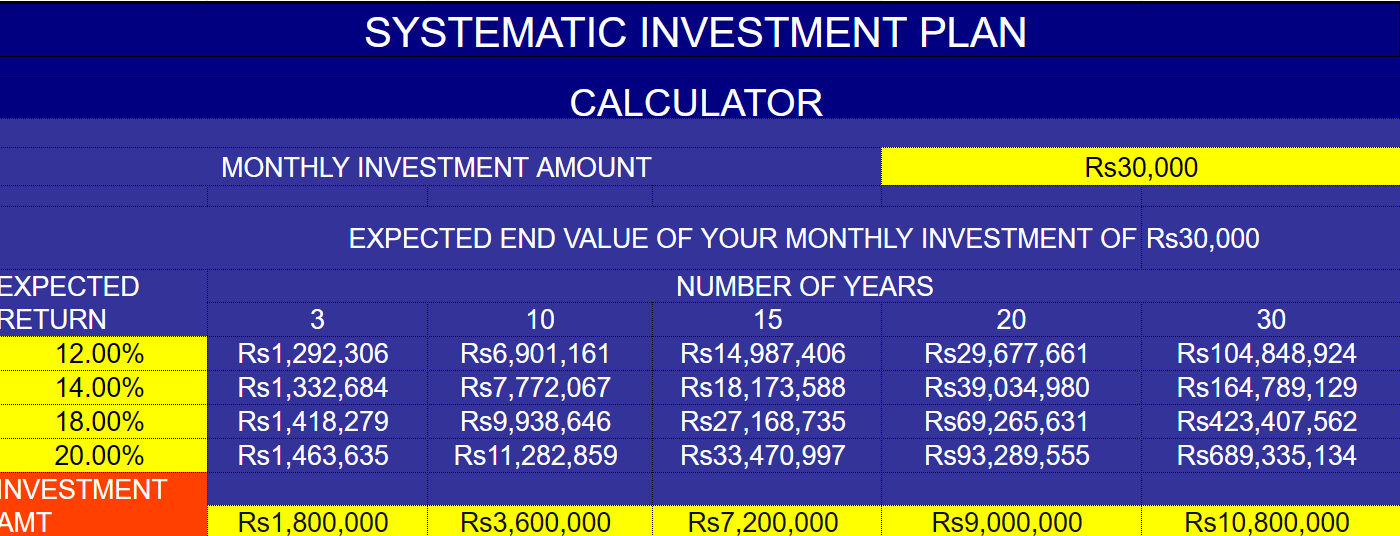 SYSTEMATIC INVESTMENT PLAN
CALCULATOR
MONTHLY INVESTMENT AMOUNT Rs30,000
EXPECTED END VALUE OF YOUR MONTHLY INVESTMENT OF Rs30,000
EXPECTED NUMBER OF YEARS
RETURN 3 10 15 20 30
12.00% Rs1,292,306 Rs6,901,161 Rs14,987,406 Rs29,677,661 Rs104,848,924
14.00% Rs1,332,684 Rs7,772,067 Rs18,173,588 Rs39,034,980 Rs164,789,129
18.00% Rs1,418,279 Rs9,938,646 Rs27,168,735 Rs69,265,631 Rs423,407,562
20.00% Rs1,463,635 Rs11,282,859 Rs33,470,997 Rs93,289,555 Rs689,335,134
INVESTMENT
AMT Rs1,800,000 Rs3,600,000 Rs7,200,000 Rs9,000,000 Rs10,800,000